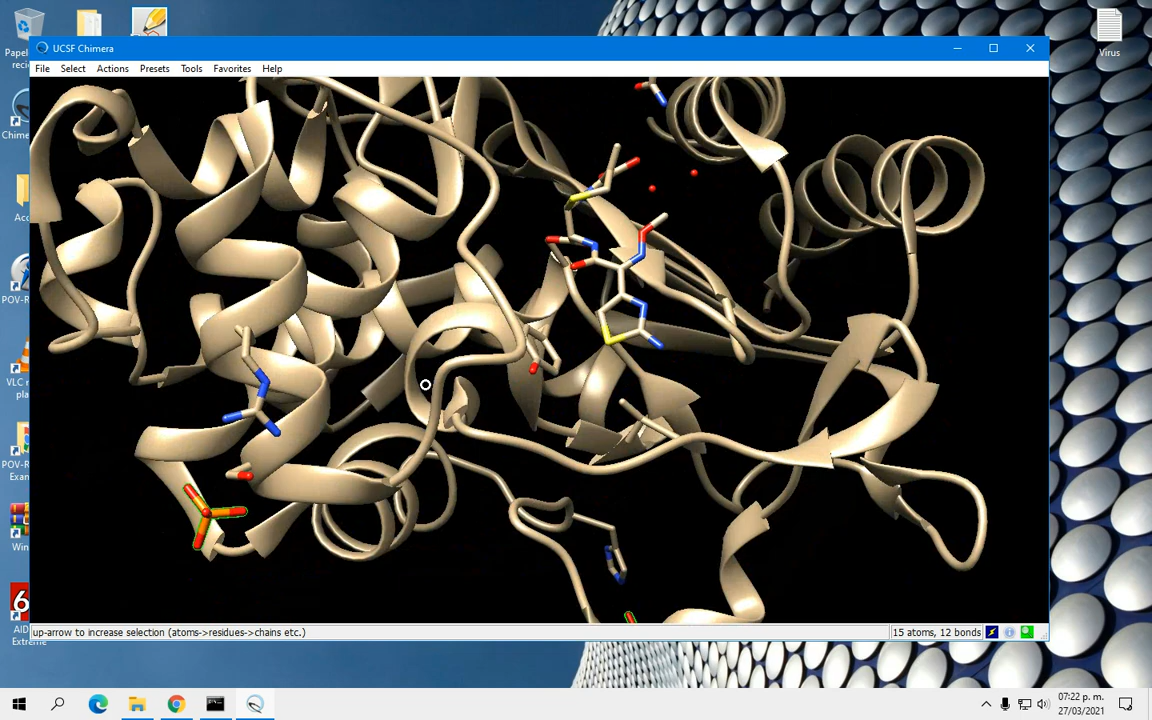 UCSF Chimera
File Select Actions Presets Tools Favorites Help
Virus
up-arrow to increase selection (atoms->residues->chains etc.)
15 atoms, 12 bonds
Extreme
07:22 p. m.
27/03/2021